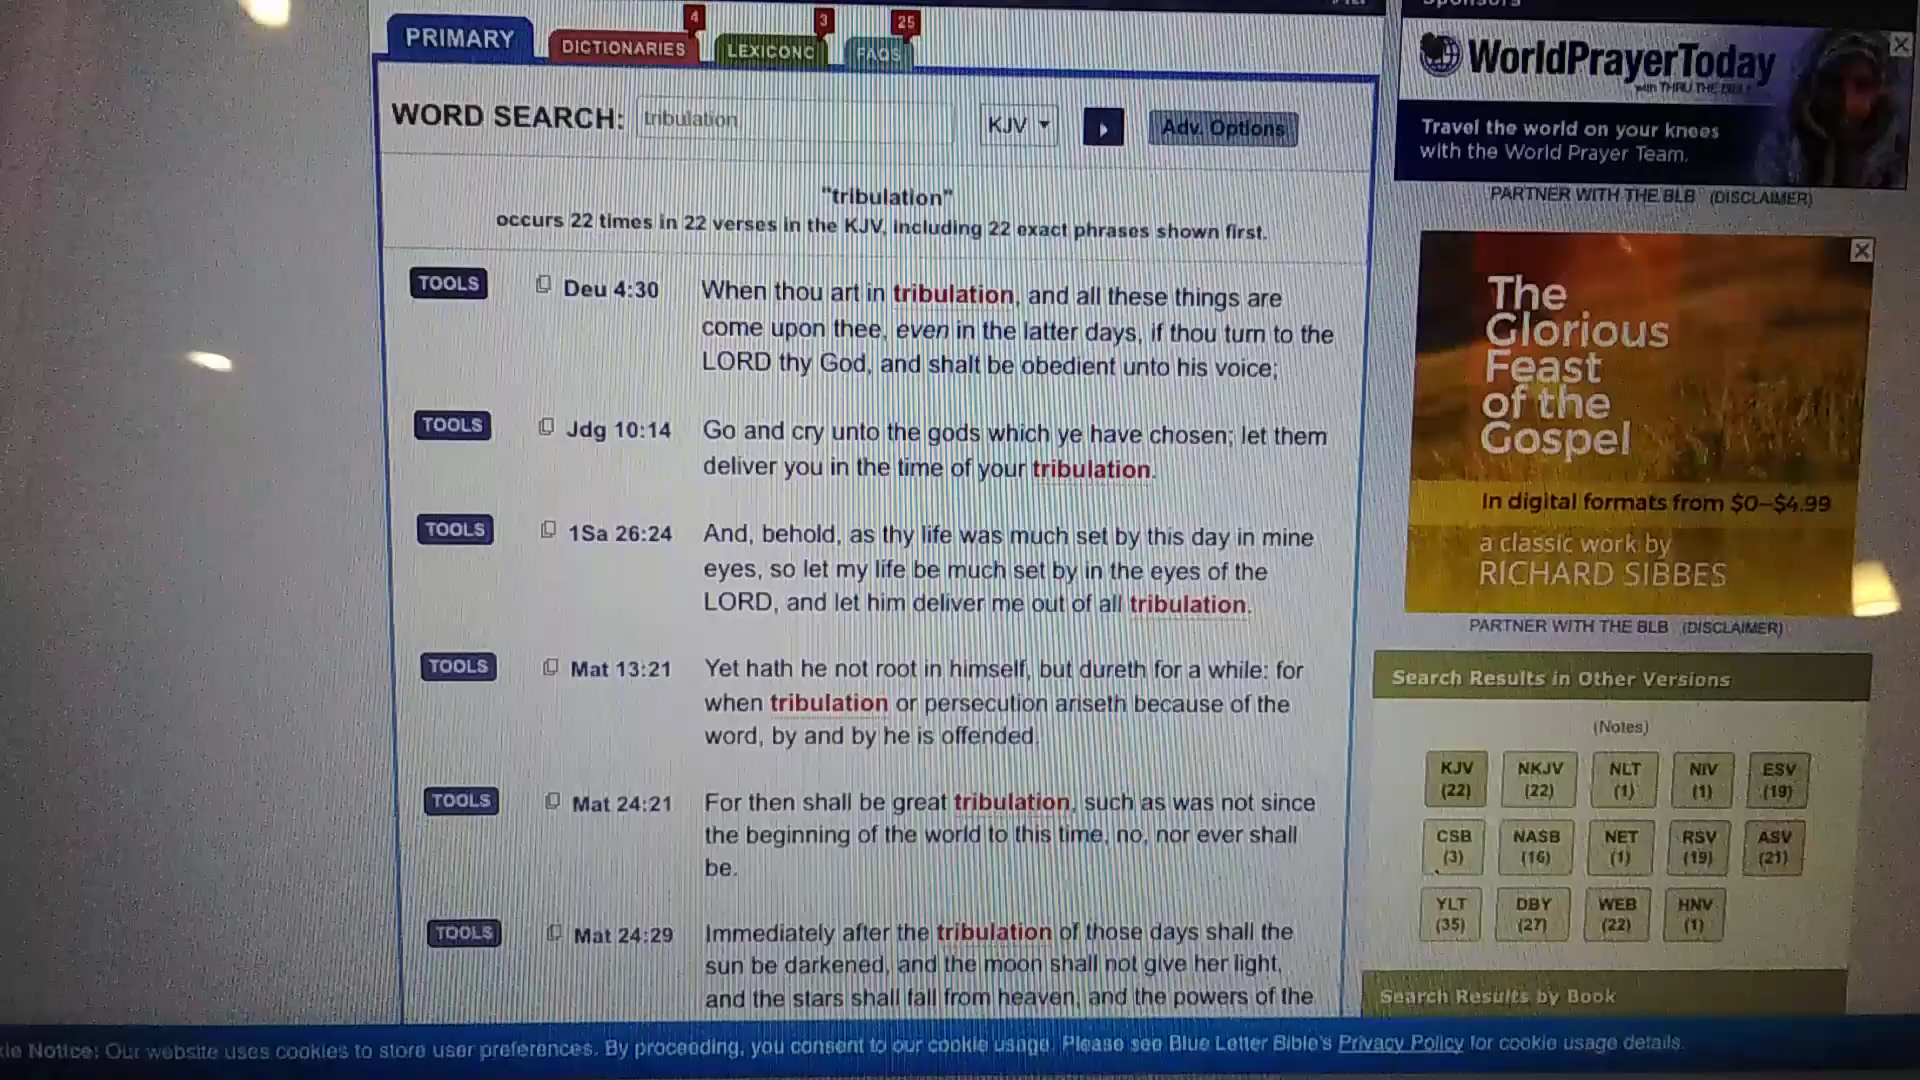 Sponsors
PRIMARY
DICTIONARIES
4
LEXICONC
3
FAQS
25
WORD SEARCH:
tribulation
KJV
Adv. Options
"tribulation"
occurs 22 times in 22 verses in the KJV, including 22 exact phrases shown first.
TOOLS Deu 4:30 When thou art in tribulation, and all these things are
come upon thee, even in the latter days, if thou turn to the
LORD thy God, and shalt be obedient unto his voice;
TOOLS Jdg 10:14 Go and cry unto the gods which ye have chosen; let them
deliver you in the time of your tribulation.
TOOLS 1Sa 26:24 And, behold, as thy life was much set by this day in mine
eyes, so let my life be much set by in the eyes of the
LORD, and let him deliver me out of all tribulation.
TOOLS Mat 13:21 Yet hath he not root in himself, but dureth for a while: for
when tribulation or persecution ariseth because of the
word, by and by he is offended.
TOOLS Mat 24:21 For then shall be great tribulation, such as was not since
the beginning of the world to this time, no, nor ever shall
be.
TOOLS Mat 24:29 Immediately after the tribulation of those days shall the
sun be darkened, and the moon shall not give her light,
and the stars shall fall from heaven, and the powers of the
WorldPrayerToday
with THRU THE BIBLE
Travel the world on your knees
with the World Prayer Team.
PARTNER WITH THE BLB (DISCLAIMER)
The
Glorious
Feast
of the
Gospel
In digital formats from $0–$4.99
a classic work by
RICHARD SIBBES
PARTNER WITH THE BLB (DISCLAIMER)
Search Results in Other Versions
(Notes)
KJV NKJV NLT NIV ESV
(22) (22) (1) (1) (19)
CSB NASB NET RSV ASV
(3) (16) (1) (19) (21)
YLT DBY WEB HNV
(35) (27) (22) (1)
Search Results by Book
kie Notice: Our website uses cookies to store user preferences. By proceeding, you consent to our cookie usage. Please see Blue Letter Bible's Privacy Policy for cookie usage details.